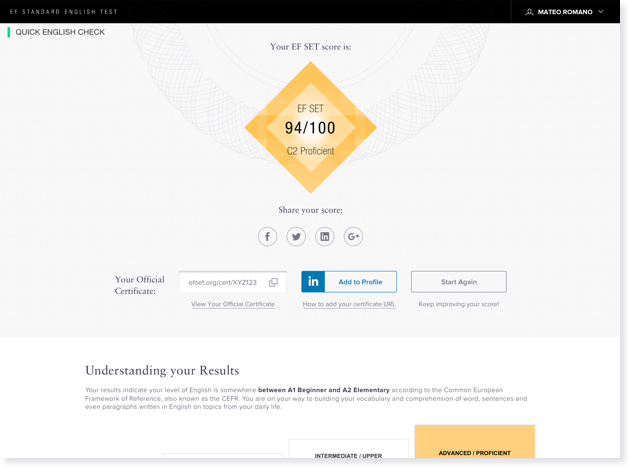 EF STANDARD ENGLISH TEST
MATEO ROMANO
QUICK ENGLISH CHECK
Your EF SET score is:
EF SET
94/100
C2 Proficient
Share your score:
Your Official
Certificate:
efset.org/cert/XYZ123
in Add to Profile
Start Again
View Your Official Certificate
How to add your certificate URL
Keep improving your score!
Understanding your Results
Your results indicate your level of English is somewhere between A1 Beginner and A2 Elementary according to the Common European
Framework of Reference, also known as the CEFR. You are on your way to building your vocabulary and comprehension of word, sentences and
even paragraphs written in English on topics from your daily life.
INTERMEDIATE / UPPER
ADVANCED / PROFICIENT